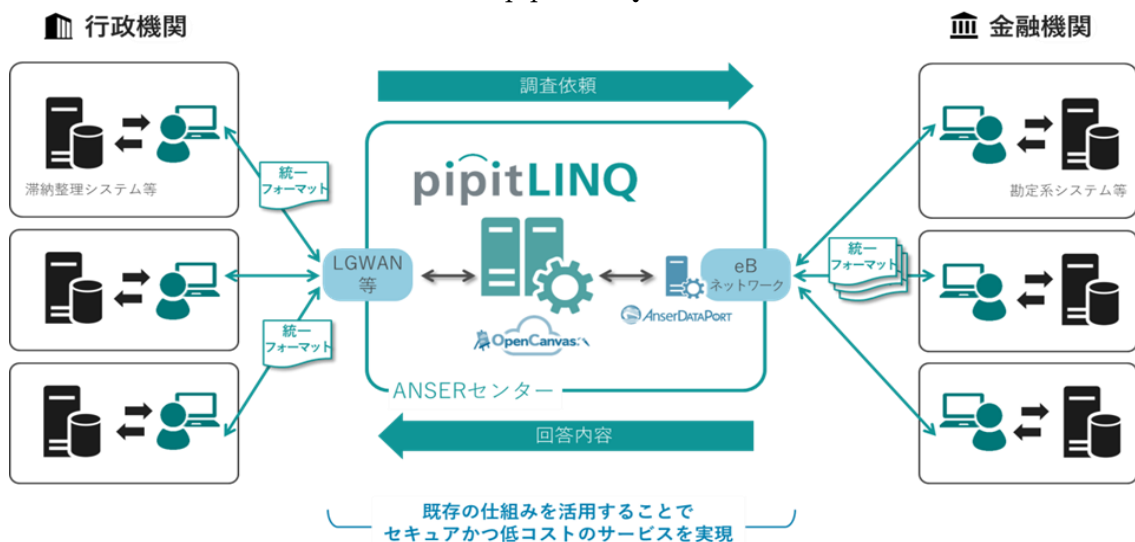 行政機関
金融機関
調査依頼
pipitLINQ
滞納整理システム等
勘定系システム等
統一
フォーマット
統一
フォーマット
LGWAN
等
eB
ネットワーク
統一
フォーマット
AnserDATAPORT
OpenCanvas
ANSERセンター
回答内容
既存の仕組みを活用することで
セキュアかつ低コストのサービスを実現